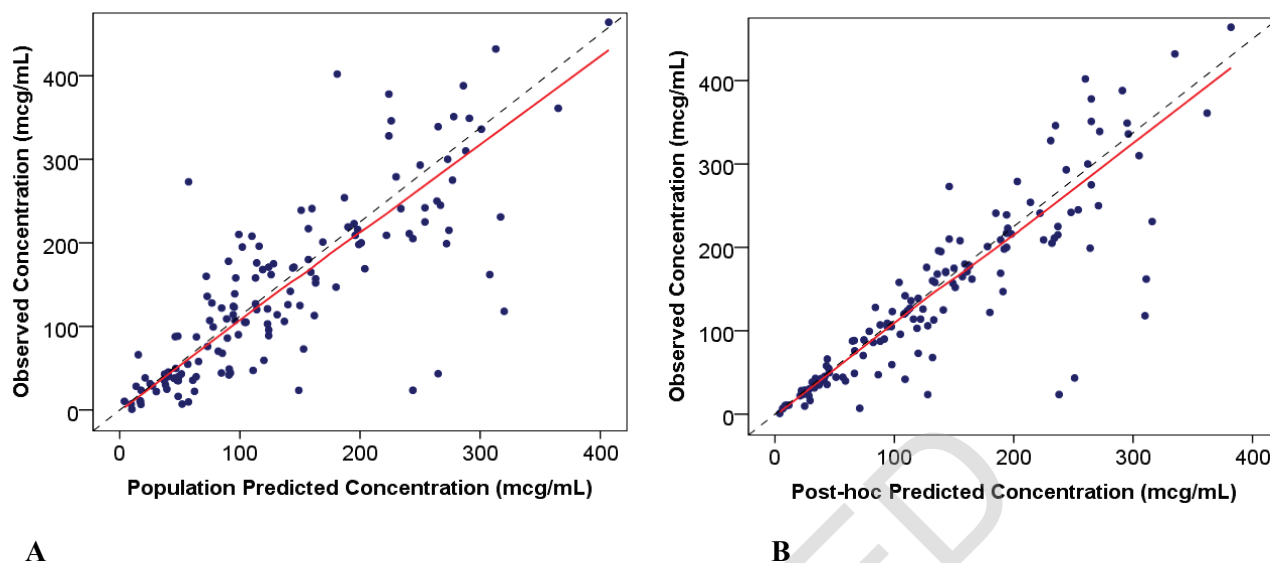 Observed Concentration (mcg/mL)
400
300
200
100
0
0 100 200 300 400
Population Predicted Concentration (mcg/mL)
A
Observed Concentration (mcg/mL)
400
300
200
100
0
0 100 200 300 400
Post-hoc Predicted Concentration (mcg/mL)
B